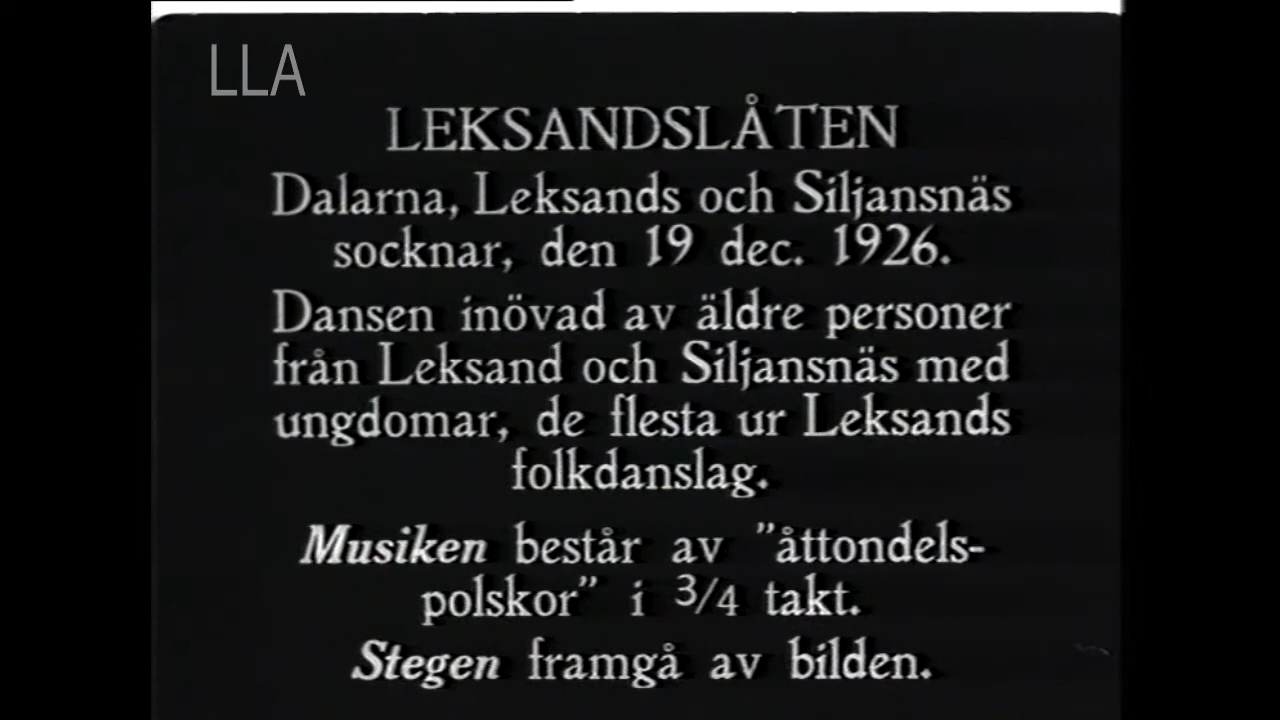 LLA
LEKSANDSLÅTEN
Dalarna, Leksands och Siljansnäs
socknar, den 19 dec. 1926.
Dansen inövad av äldre personer
från Leksand och Siljansnäs med
ungdomar, de flesta ur Leksands
folkdanslag.
Musiken består av ”åttondels-
polskor” i 3/4 takt.
Stegen framgå av bilden.